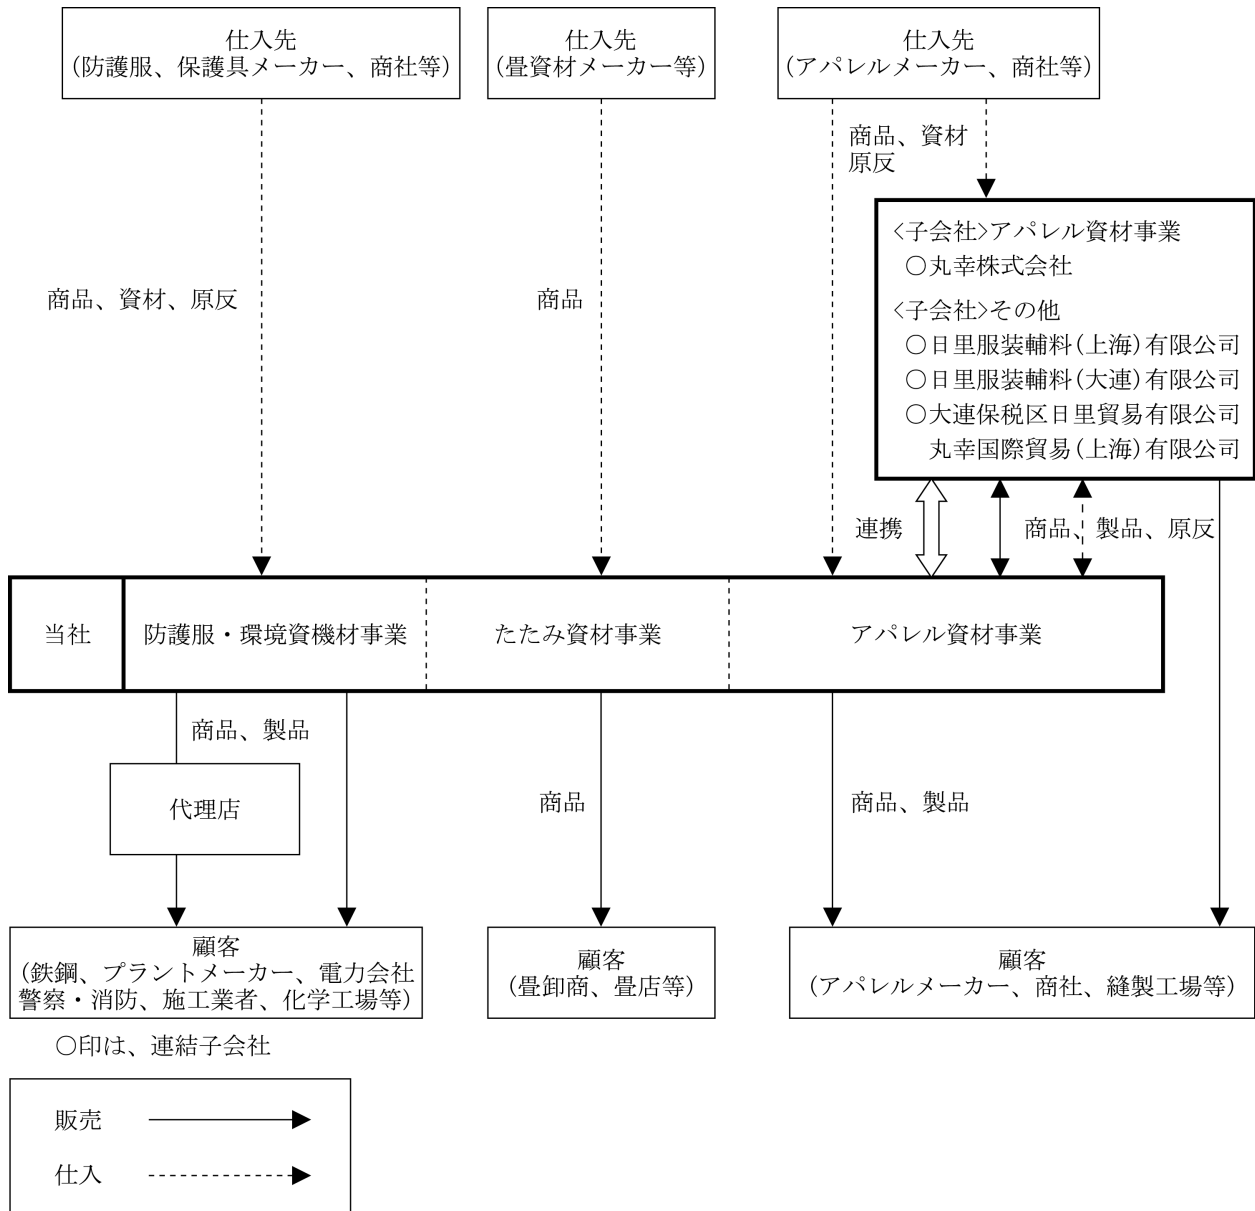 仕入先
(防護服、保護具メーカー、商社等)
仕入先
(畳資材メーカー等)
仕入先
(アパレルメーカー、商社等)
商品、資材
原反
<子会社>アパレル資材事業
○丸幸株式会社
<子会社>その他
○日里服装輔料(上海)有限公司
○日里服装輔料(大連)有限公司
○大連保税区日里貿易有限公司
丸幸国際貿易(上海)有限公司
商品、資材、原反
商品
連携
商品、製品、原反
当社
防護服・環境資機材事業
たたみ資材事業
アパレル資材事業
商品、製品
代理店
商品
商品、製品
顧客
(鉄鋼、プラントメーカー、電力会社
警察・消防、施工業者、化学工場等)
顧客
(畳卸商、畳店等)
顧客
(アパレルメーカー、商社、縫製工場等)
○印は、連結子会社
販売
仕入